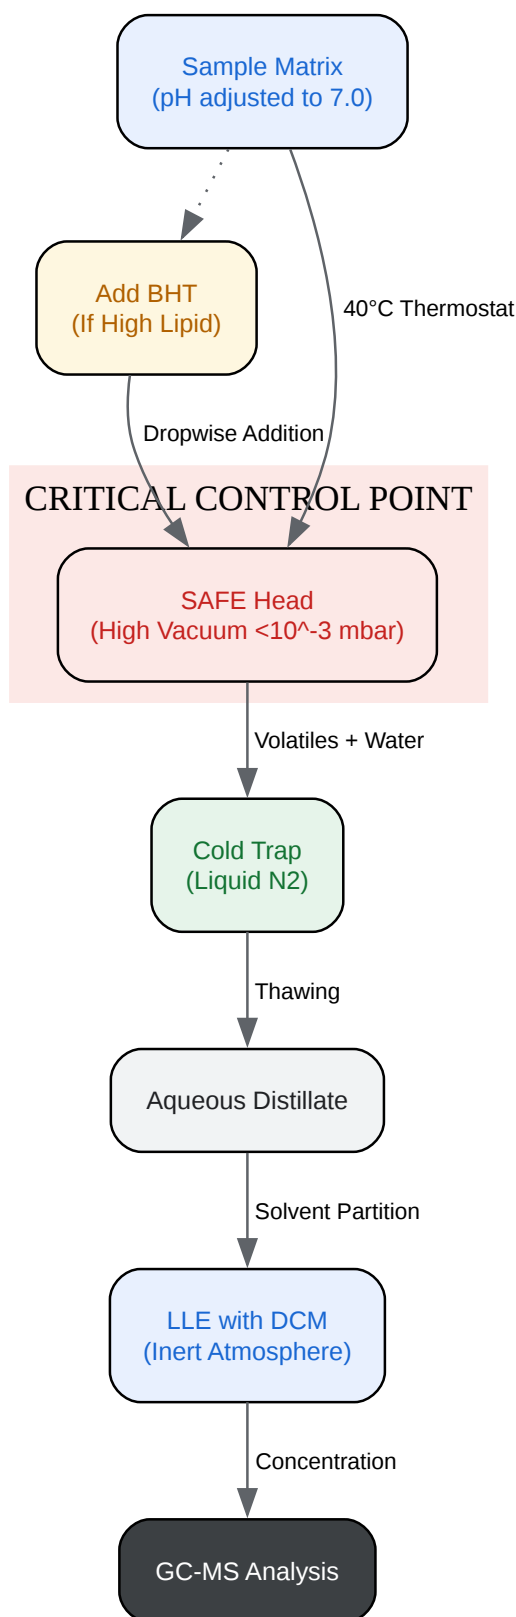 Sample Matrix
(pH adjusted to 7.0)
Add BHT
(If High Lipid)
40°C Thermostat
Dropwise Addition
CRITICAL CONTROL POINT
SAFE Head
(High Vacuum <10^-3 mbar)
Volatiles + Water
Cold Trap
(Liquid N2)
Thawing
Aqueous Distillate
Solvent Partition
LLE with DCM
(Inert Atmosphere)
Concentration
GC-MS Analysis